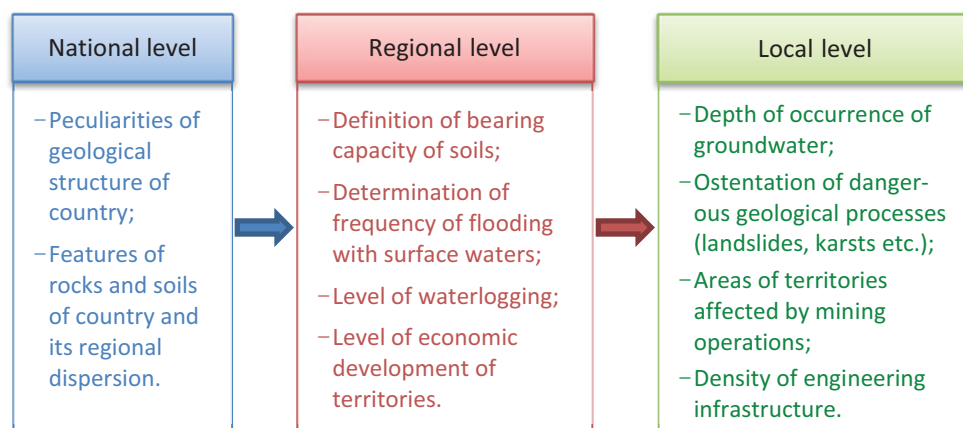 National level
−Peculiarities of
geological
structure of
country;
−Features of
rocks and soils
of country and
its regional
dispersion.
Regional level
−Definition of bearing
capacity of soils;
−Determination of
frequency of flooding
with surface waters;
−Level of waterlogging;
−Level of economic
development of
territories.
Local level
−Depth of occurrence of
groundwater;
−Ostentation of danger-
ous geological processes
(landslides, karsts etc.);
−Areas of territories
affected by mining
operations;
−Density of engineering
infrastructure.